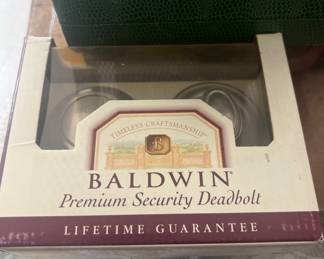 TIMELESS CRAFTSMANSHIP
B
BALDWIN
Premium Security Deadbolt
LIFETIME GUARANTEE